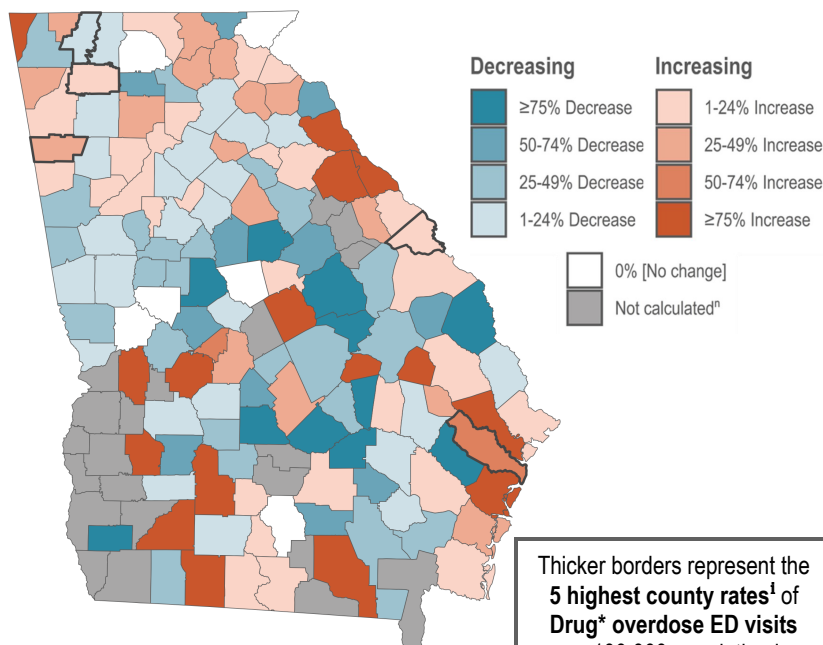 Decreasing
≥75% Decrease
50-74% Decrease
25-49% Decrease
1-24% Decrease
Increasing
1-24% Increase
25-49% Increase
50-74% Increase
≥75% Increase
0% [No change]
Not calculatedⁿ
Thicker borders represent the
5 highest county rates¹ of
Drug* overdose ED visits